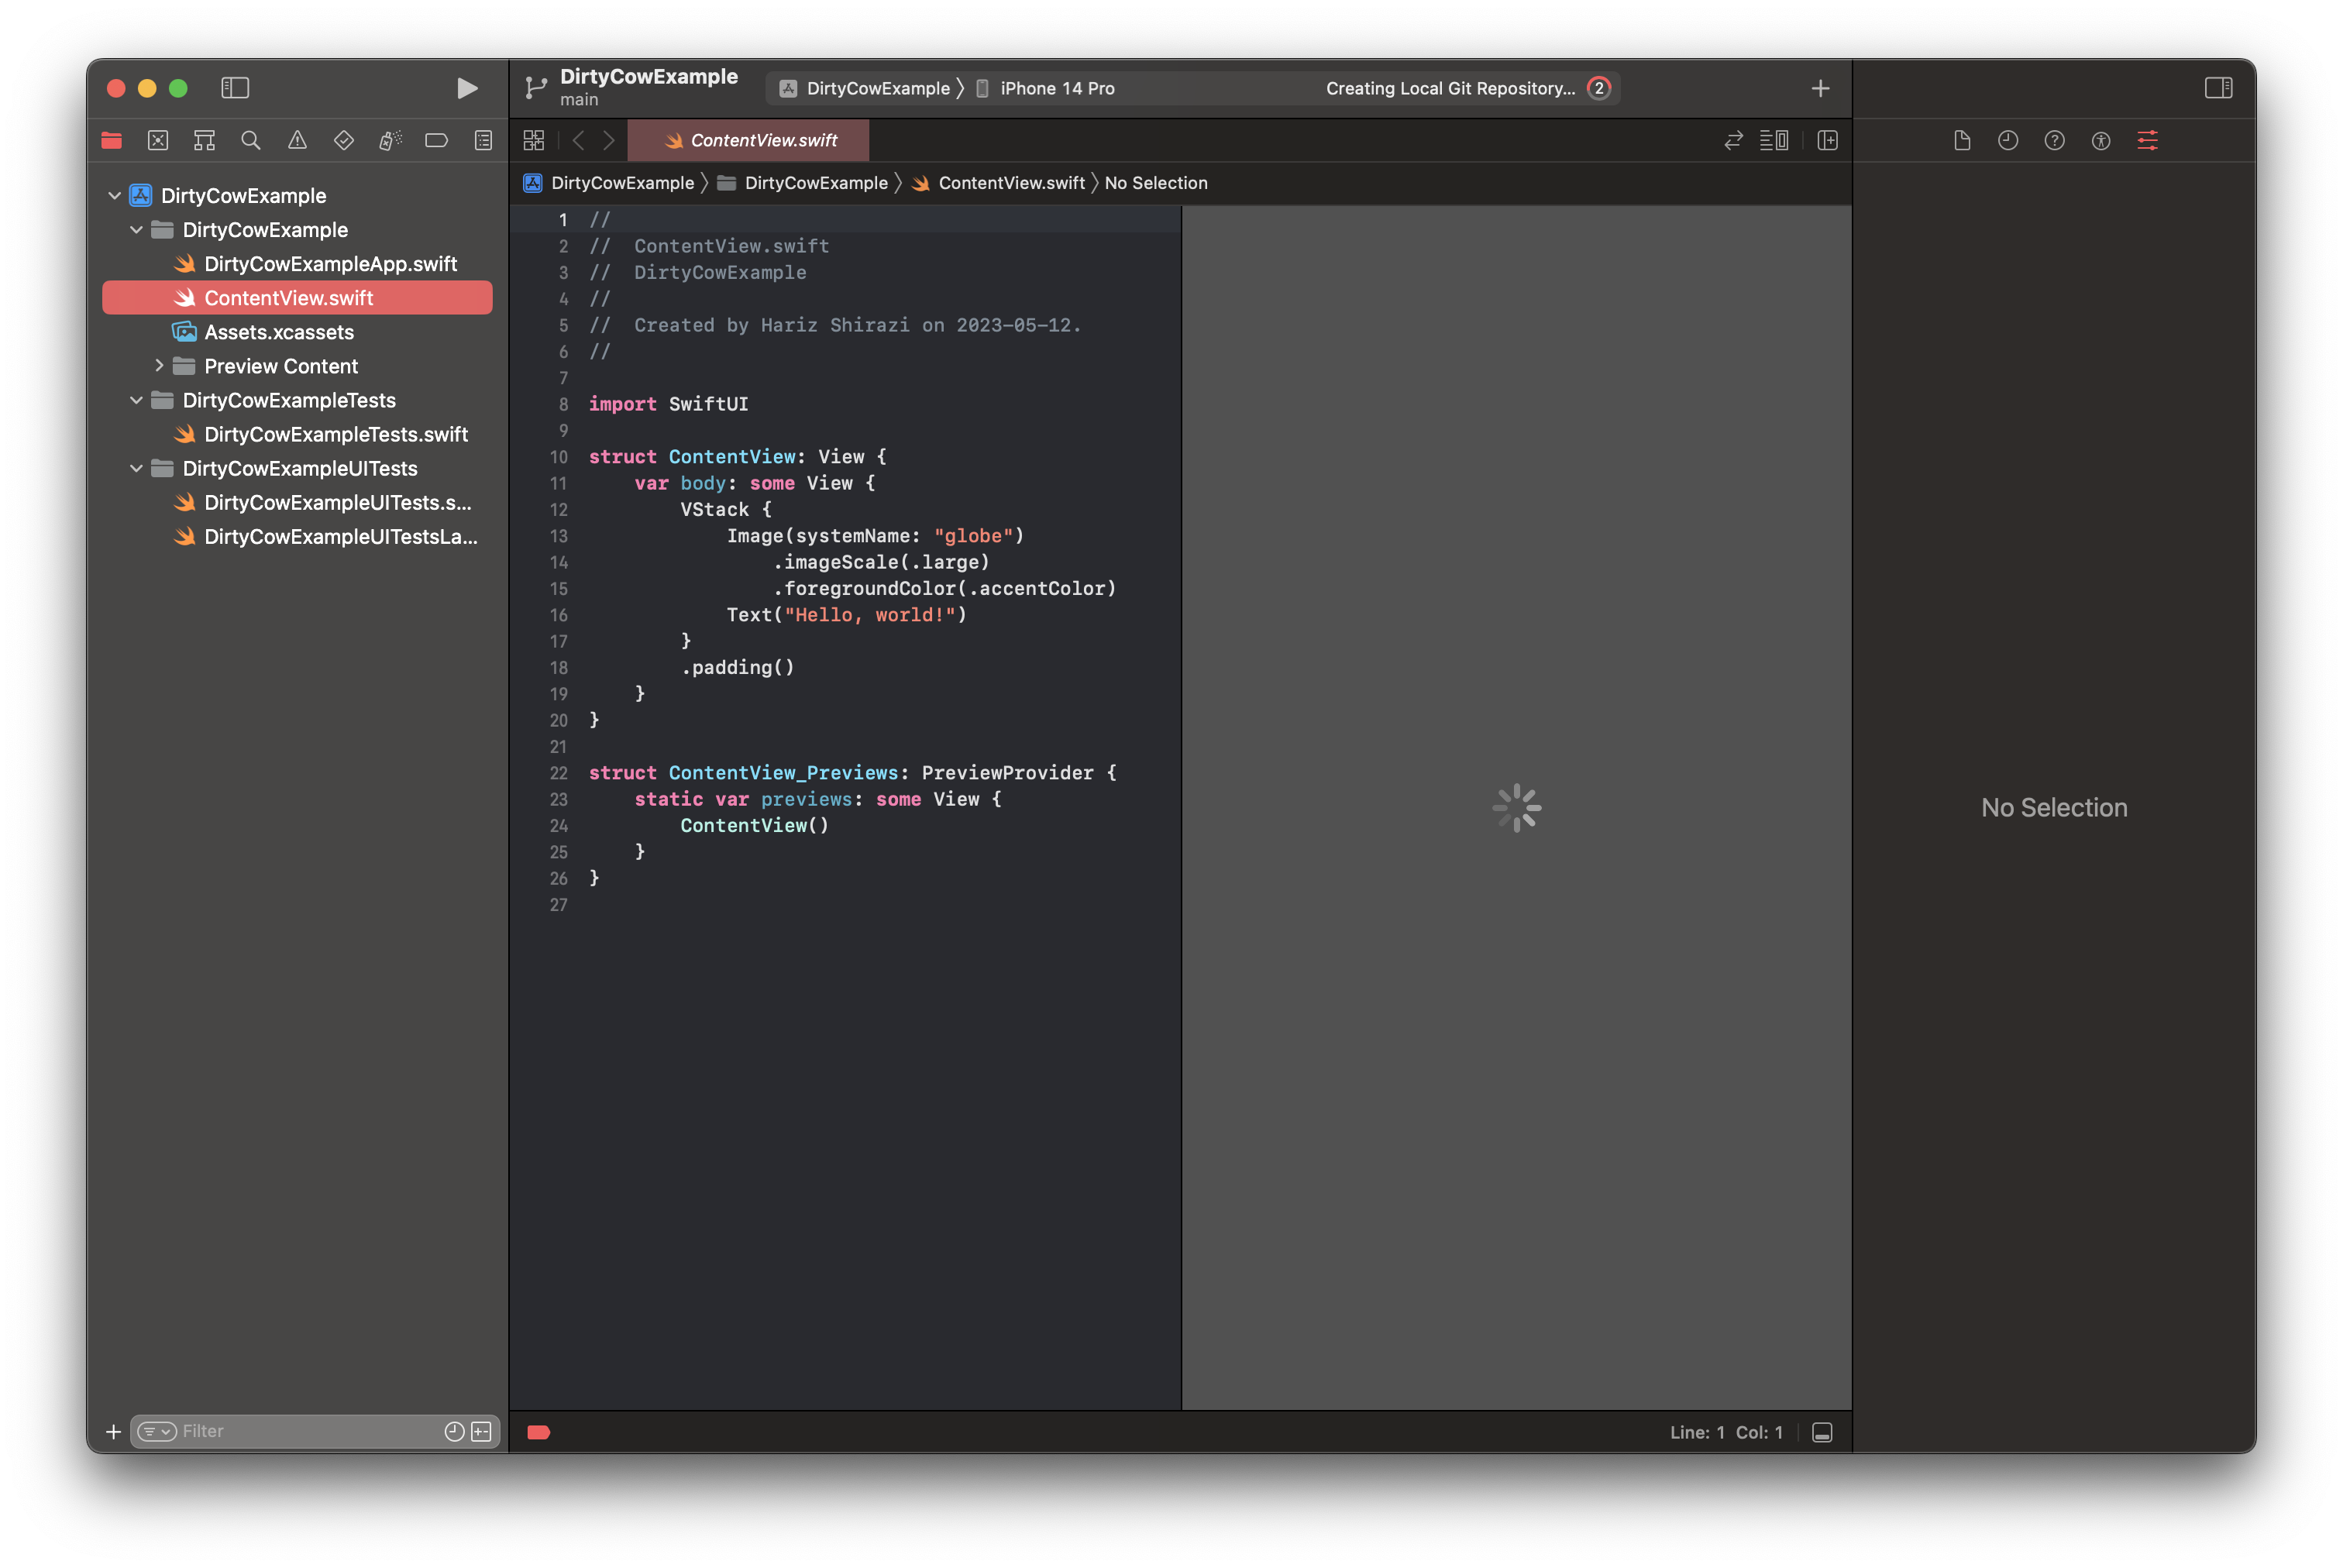 DirtyCowExample
main
DirtyCowExample 〉 iPhone 14 Pro
Creating Local Git Repository... 2
ContentView.swift
DirtyCowExample 〉 DirtyCowExample 〉 ContentView.swift 〉 No Selection
DirtyCowExample
DirtyCowExample
DirtyCowExampleApp.swift
ContentView.swift
Assets.xcassets
Preview Content
DirtyCowExampleTests
DirtyCowExampleTests.swift
DirtyCowExampleUITests
DirtyCowExampleUITests.s...
DirtyCowExampleUITestsLa...
Filter
1 //
2 //  ContentView.swift
3 //  DirtyCowExample
4 //
5 //  Created by Hariz Shirazi on 2023-05-12.
6 //
7
8 import SwiftUI
9
10 struct ContentView: View {
11     var body: some View {
12         VStack {
13             Image(systemName: "globe")
14                 .imageScale(.large)
15                 .foregroundColor(.accentColor)
16             Text("Hello, world!")
17         }
18         .padding()
19     }
20 }
21
22 struct ContentView_Previews: PreviewProvider {
23     static var previews: some View {
24         ContentView()
25     }
26 }
27
No Selection
Line: 1  Col: 1